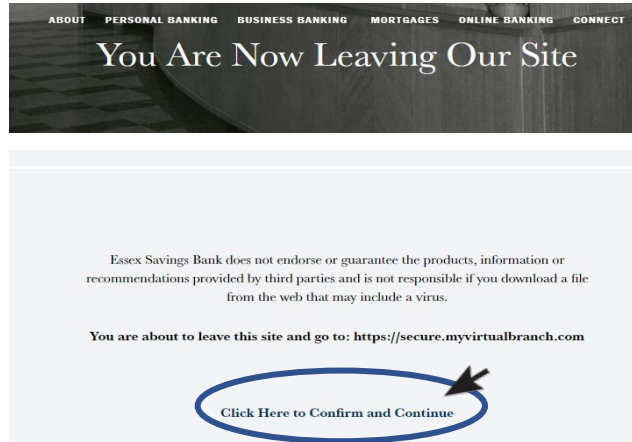 ABOUT PERSONAL BANKING BUSINESS BANKING MORTGAGES ONLINE BANKING CONNECT
You Are Now Leaving Our Site
Essex Savings Bank does not endorse or guarantee the products, information or
recommendations provided by third parties and is not responsible if you download a file
from the web that may include a virus.
You are about to leave this site and go to: https://secure.myvirtualbranch.com
Click Here to Confirm and Continue